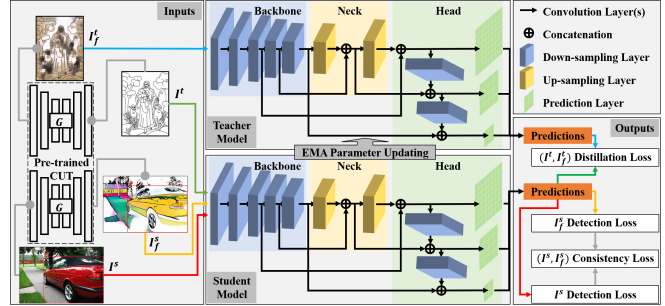 Inputs
I_f^t
I^t
G
Pre-trained
CUT
G
I_f^s
I^s
Backbone
Neck
Head
Teacher
Model
EMA Parameter Updating
Backbone
Neck
Head
Student
Model
Convolution Layer(s)
Concatenation
Down-sampling Layer
Up-sampling Layer
Prediction Layer
Outputs
Predictions
(I^t, I_f^t) Distillation Loss
Predictions
I_f^s Detection Loss
(I^s, I_f^s) Consistency Loss
I^s Detection Loss